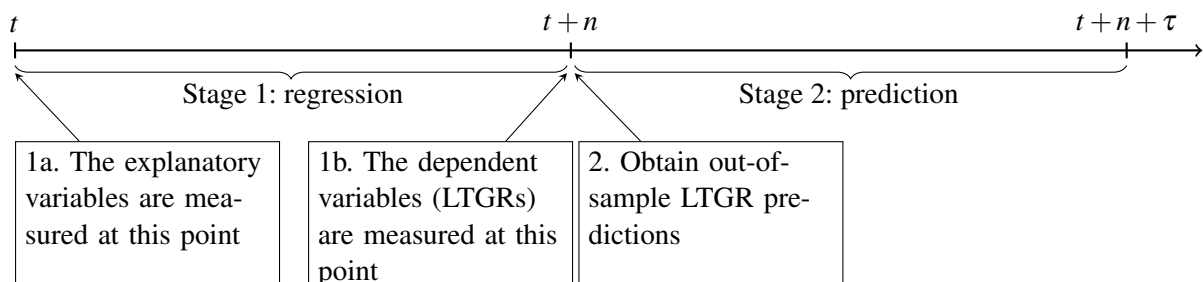 t
t + n
t + n + τ
Stage 1: regression
Stage 2: prediction
1a. The explanatory
variables are mea-
sured at this point
1b. The dependent
variables (LTGRs)
are measured at this
point
2. Obtain out-of-
sample LTGR pre-
dictions